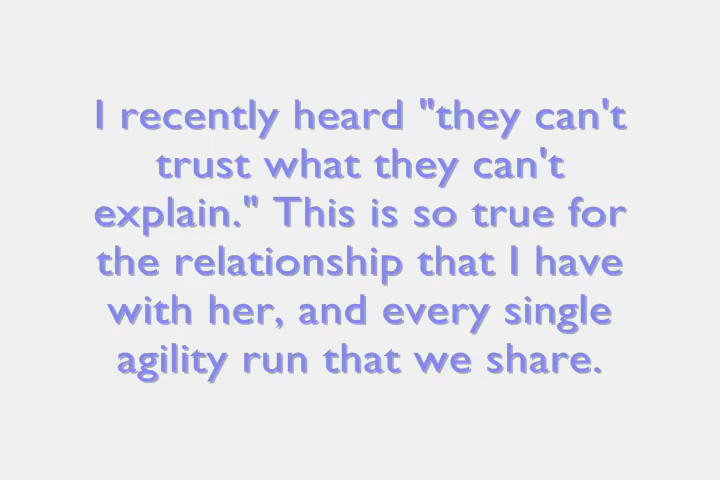 I recently heard "they can't
trust what they can't
explain." This is so true for
the relationship that I have
with her, and every single
agility run that we share.